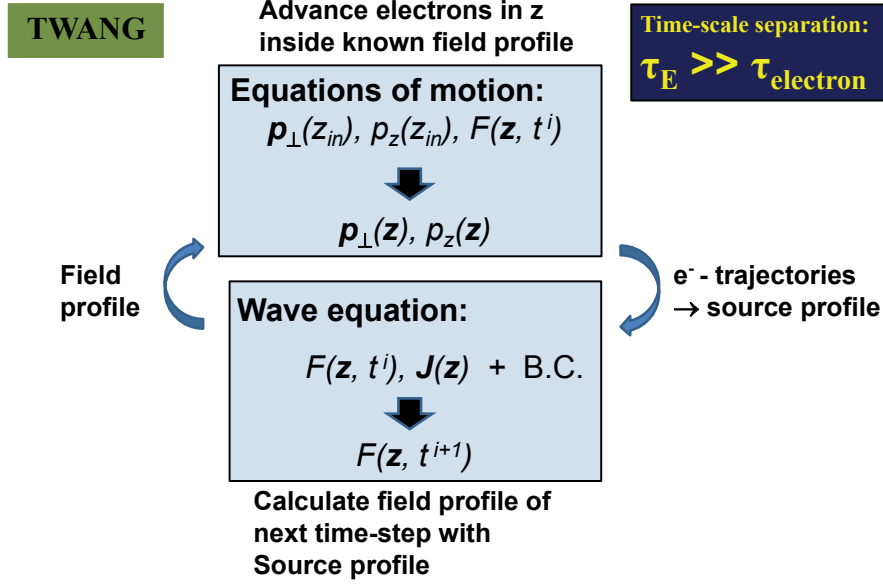 TWANG
Advance electrons in z
inside known field profile
Time-scale separation:
τE >> τelectron
Equations of motion:
p⊥(zin), pz(zin), F(z, tⁱ)
p⊥(z), pz(z)
Field
profile
e⁻ - trajectories
→ source profile
Wave equation:
F(z, tⁱ), J(z) + B.C.
F(z, tⁱ⁺¹)
Calculate field profile of
next time-step with
Source profile